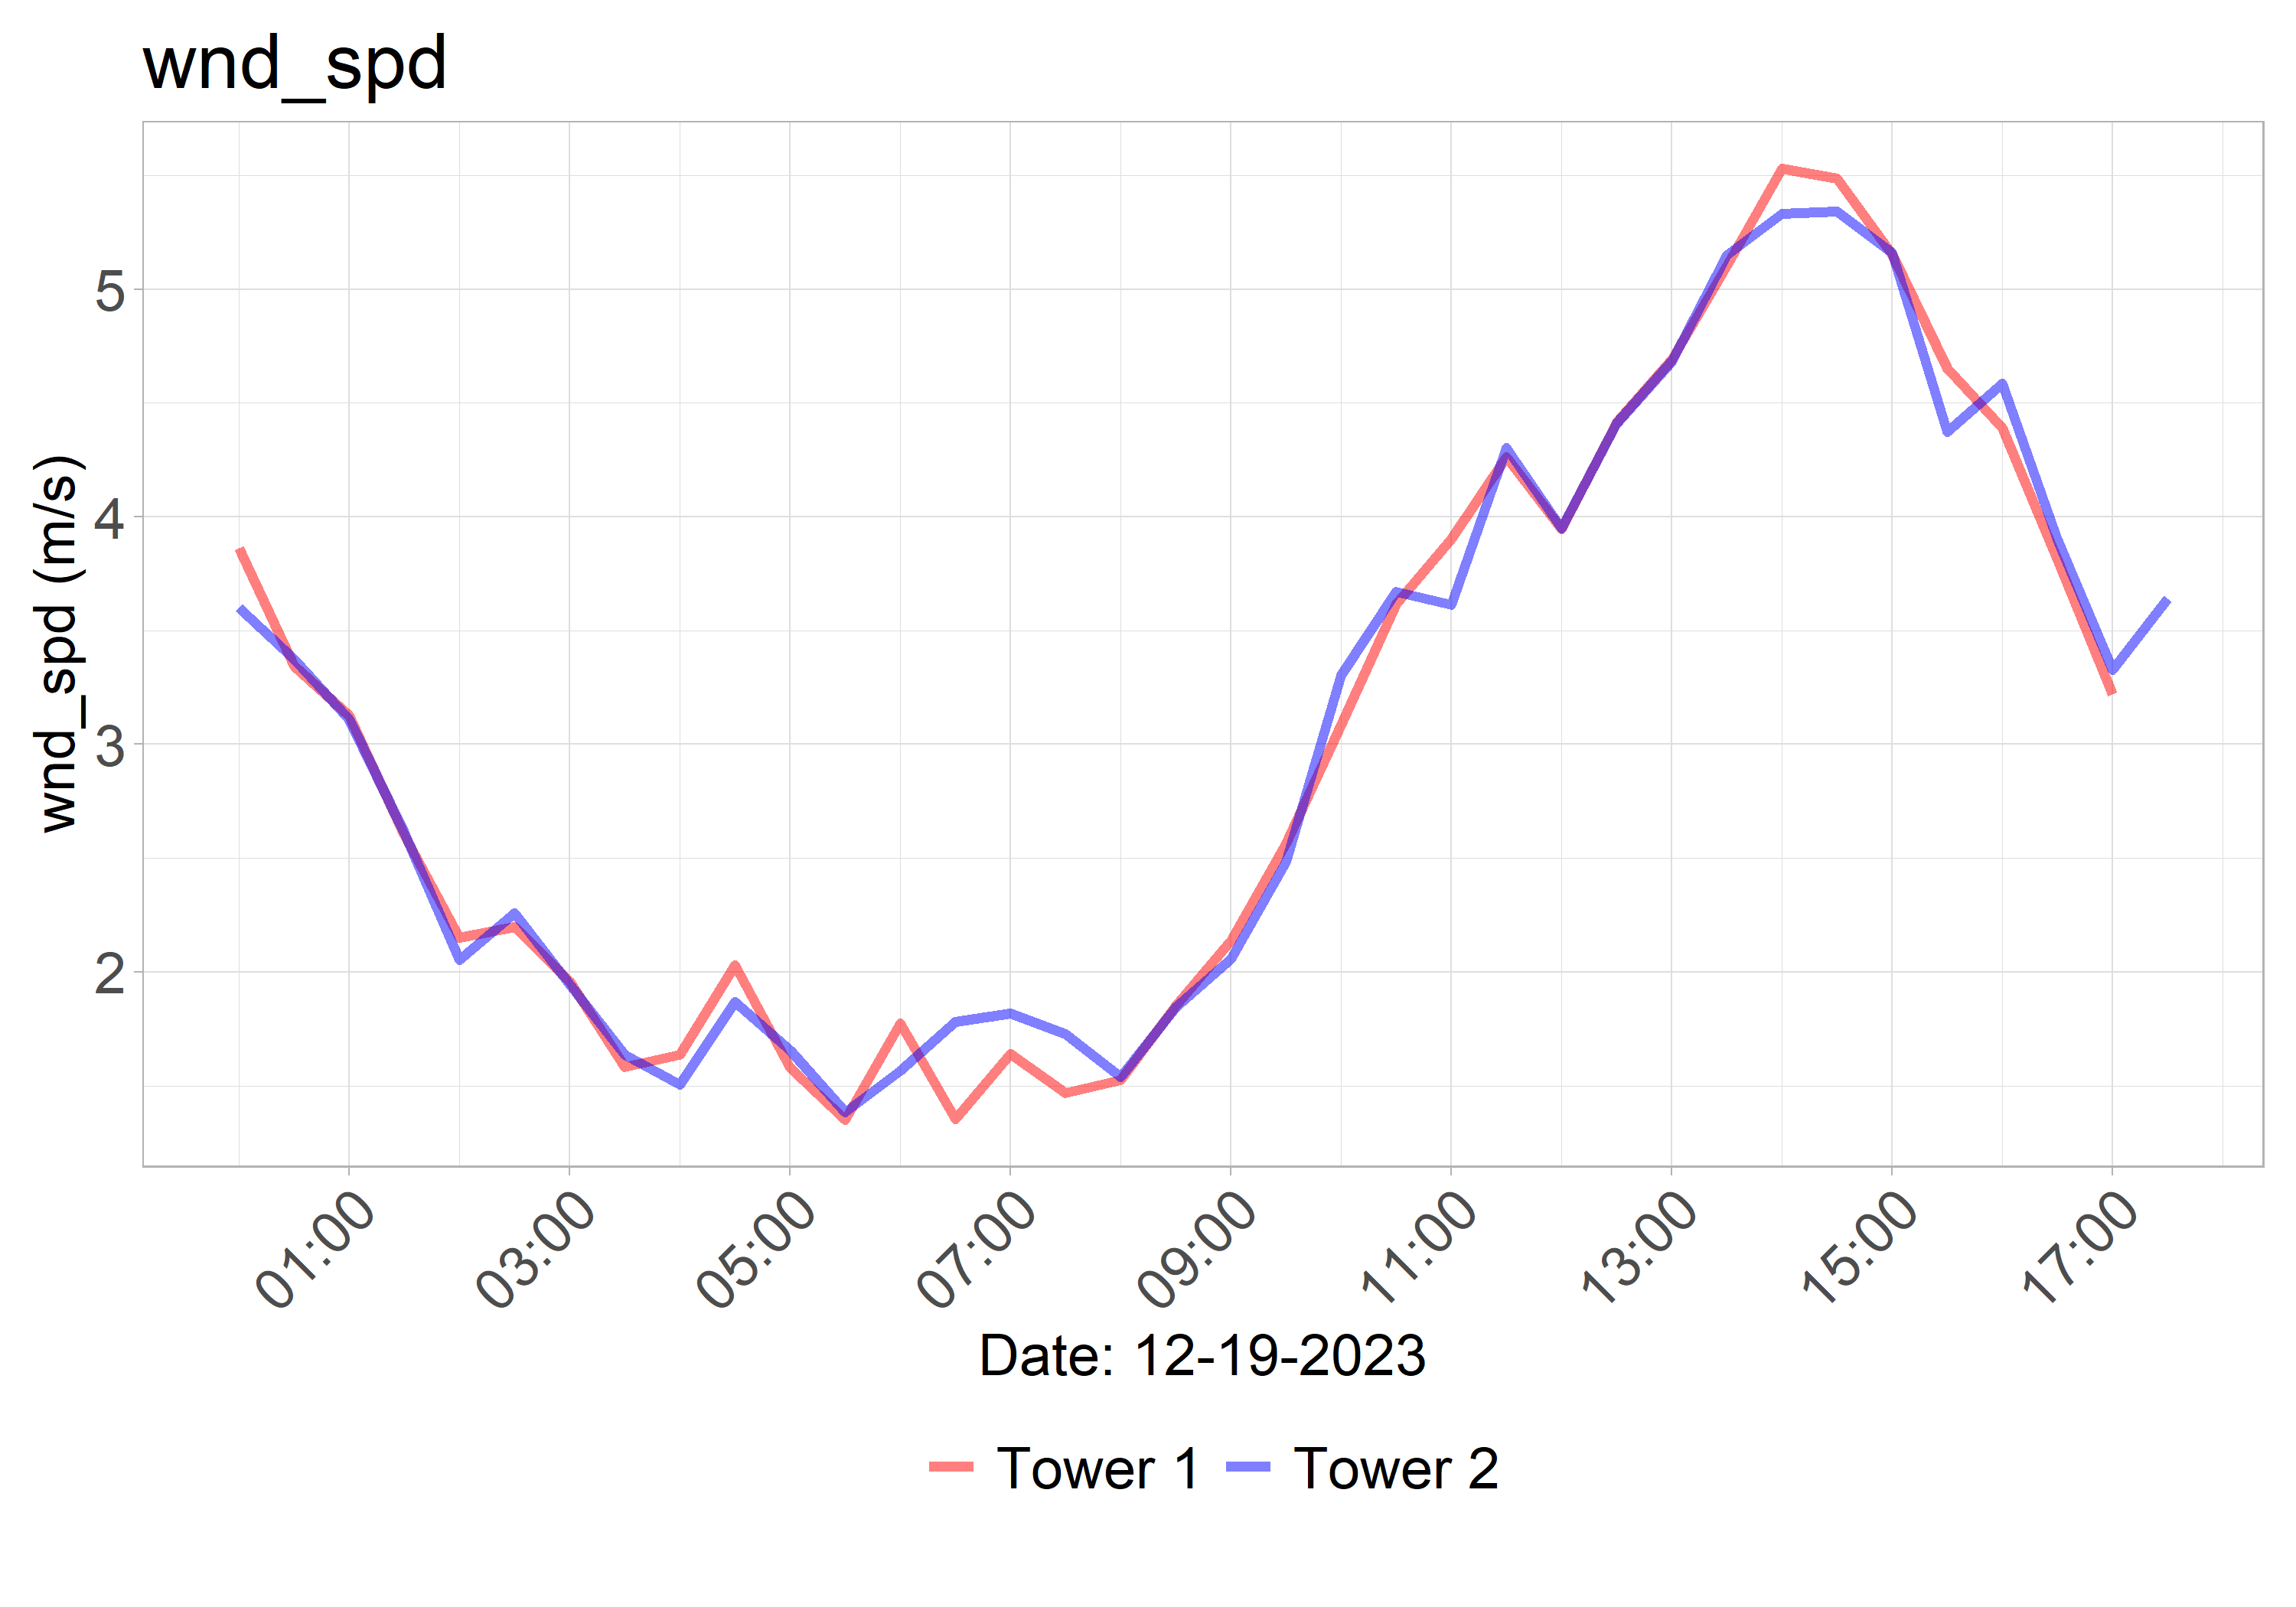 wnd_spd
wnd_spd (m/s)
5
4
3
2
01:00 03:00 05:00 07:00 09:00 11:00 13:00 15:00 17:00
Date: 12-19-2023
Tower 1 Tower 2